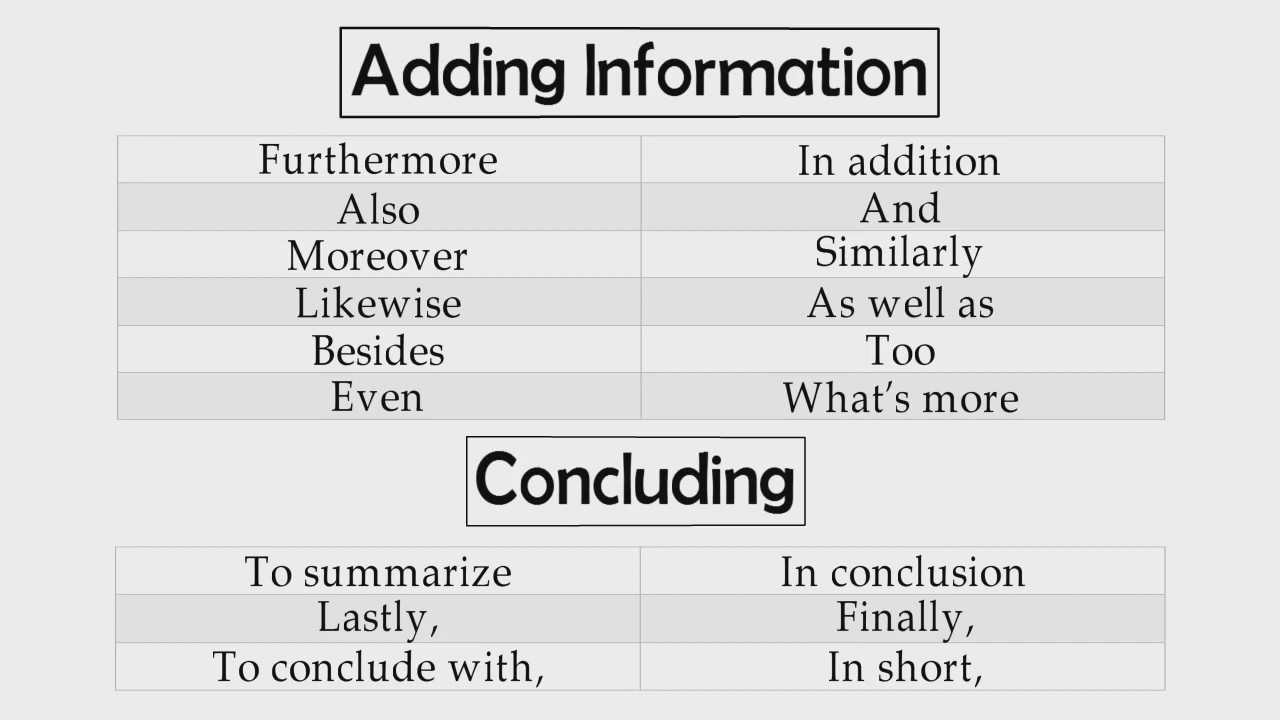 Adding Information
Furthermore In addition
Also And
Moreover Similarly
Likewise As well as
Besides Too
Even What's more
Concluding
To summarize In conclusion
Lastly, Finally,
To conclude with, In short,